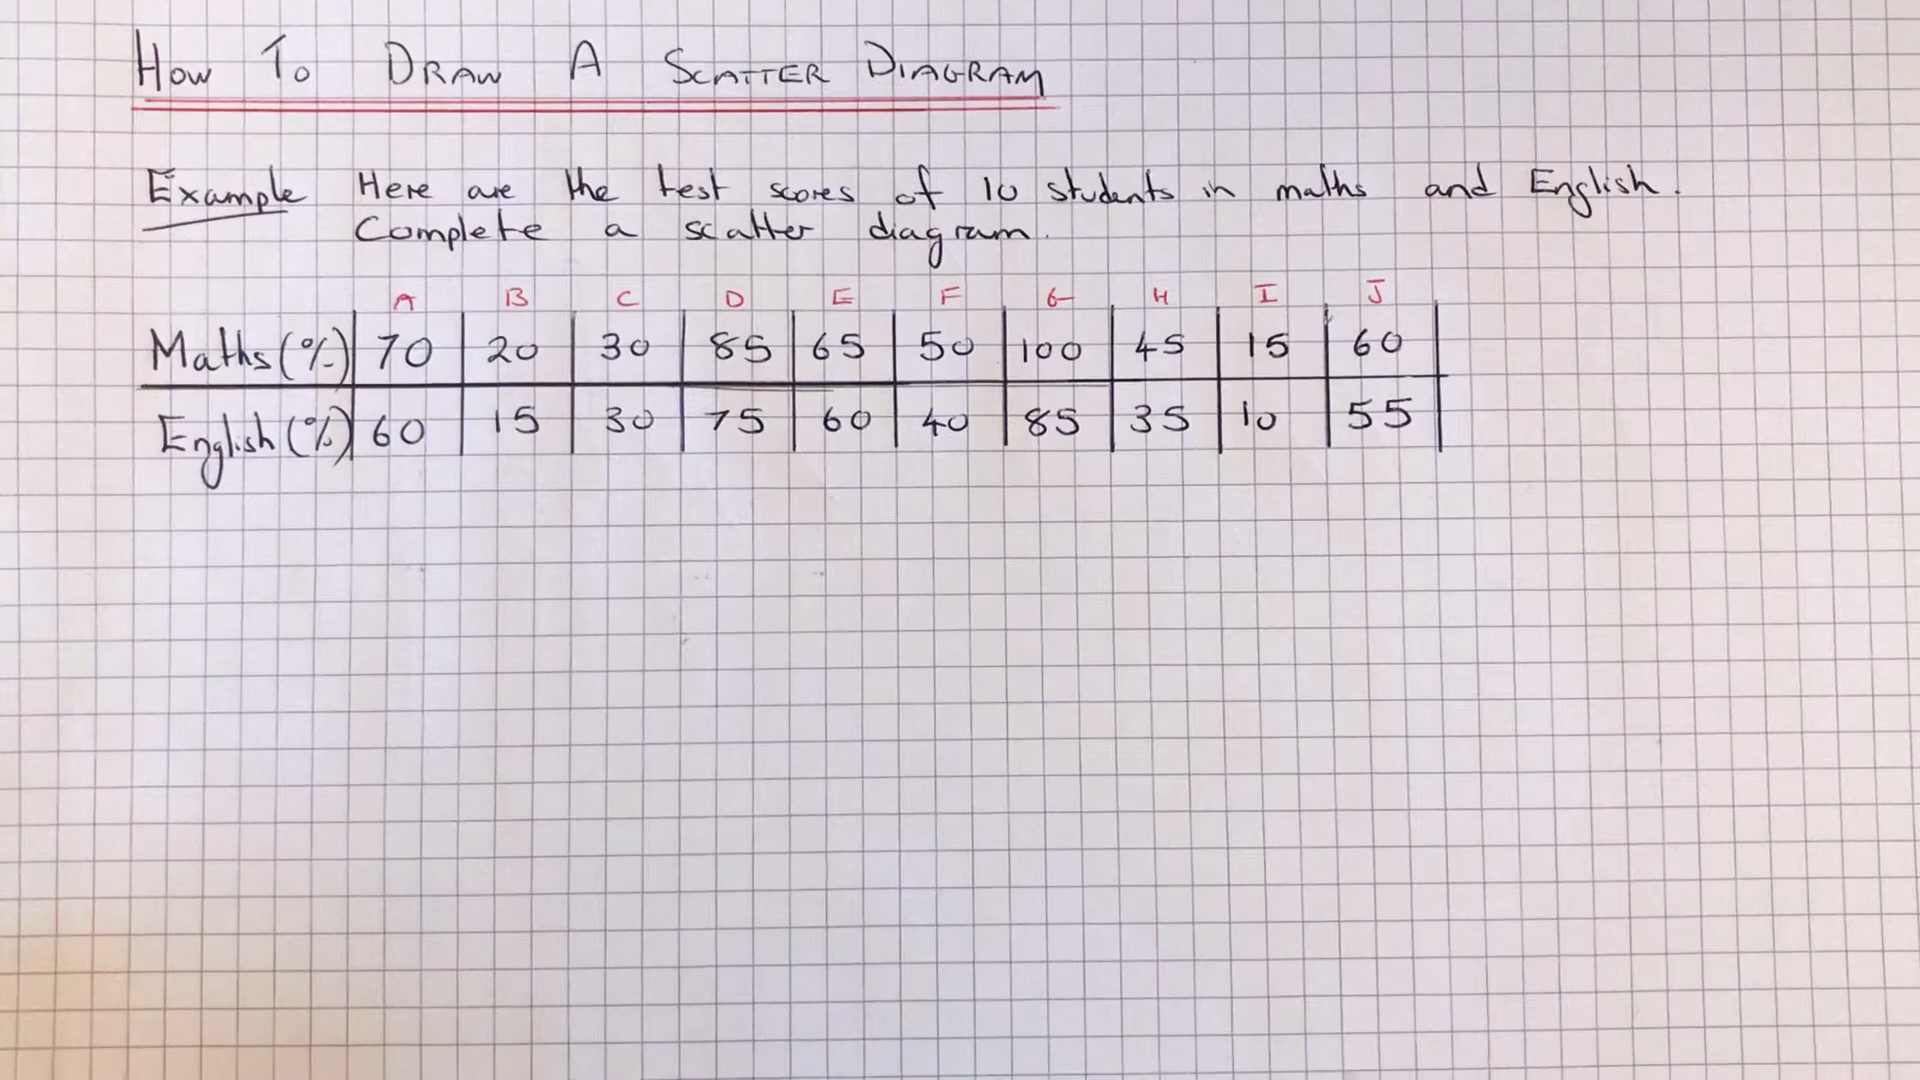 How To Draw A Scatter Diagram
Example Here are the test scores of 10 students in maths and English.
Complete a scatter diagram.
A B C D E F G H I J
Maths (%) 70 20 30 85 65 50 100 45 15 60
English (%) 60 15 30 75 60 40 85 35 10 55